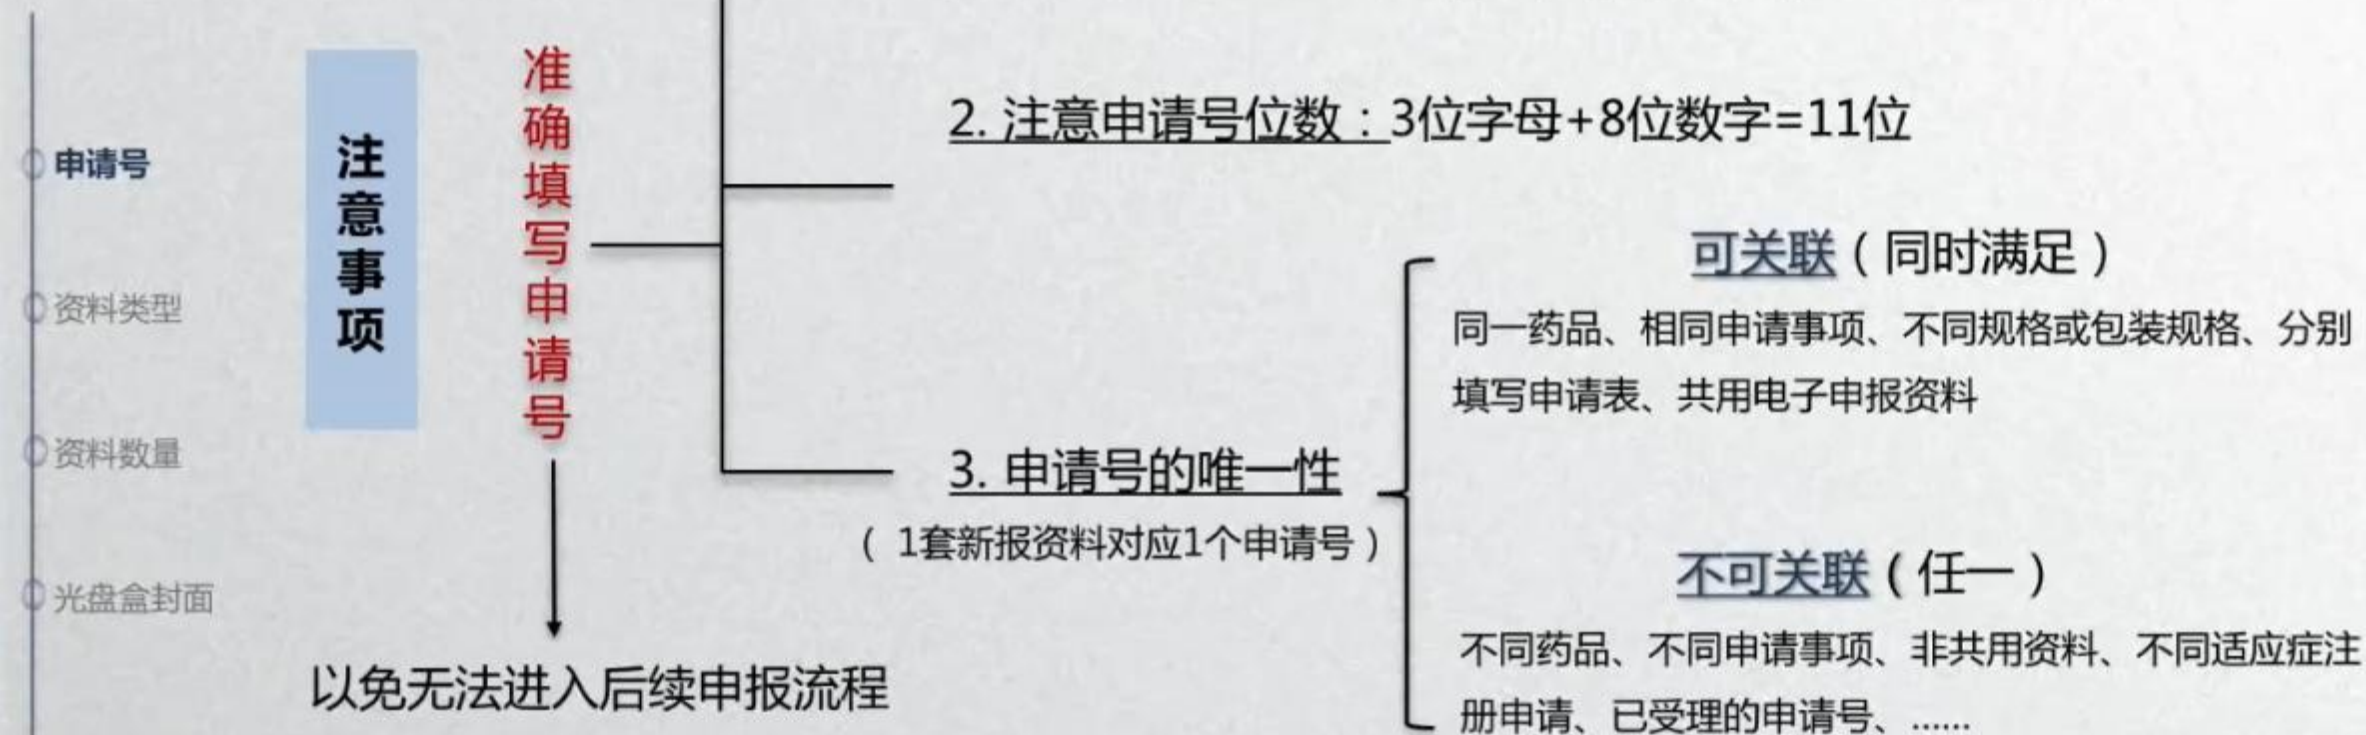 申请号
资料类型
资料数量
光盘盒封面
注意事项
准确填写申请号
以免无法进入后续申报流程
2. 注意申请号位数：3位字母+8位数字=11位
3. 申请号的唯一性
（ 1套新报资料对应1个申请号）
可关联（同时满足）
同一药品、相同申请事项、不同规格或包装规格、分别
填写申请表、共用电子申报资料
不可关联（任一）
不同药品、不同申请事项、非共用资料、不同适应症注
册申请、已受理的申请号、......